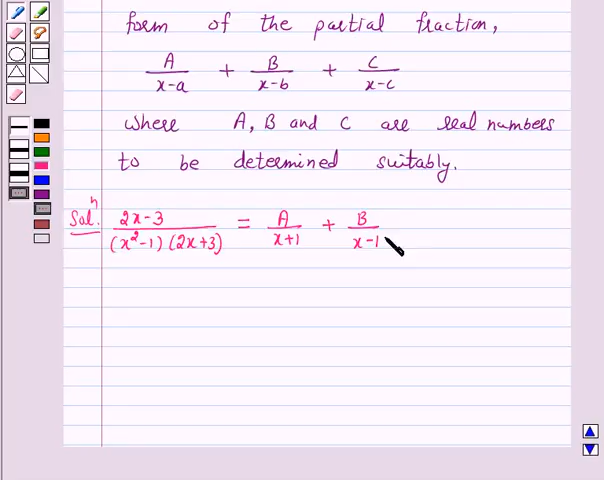 form of the partial fraction,
A/(x-a) + B/(x-b) + C/(x-c)
where A, B and C are real numbers
to be determined suitably.
Solⁿ. (2x-3)/((x²-1)(2x+3)) = A/(x+1) + B/(x-1)